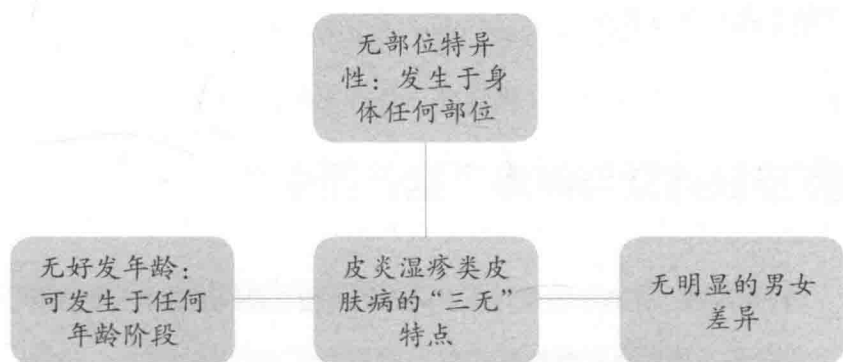 无部位特异
性：发生于身
体任何部位
无好发年龄：
可发生于任何
年龄阶段
皮炎湿疹类皮
肤病的“三无”
特点
无明显的男女
差异